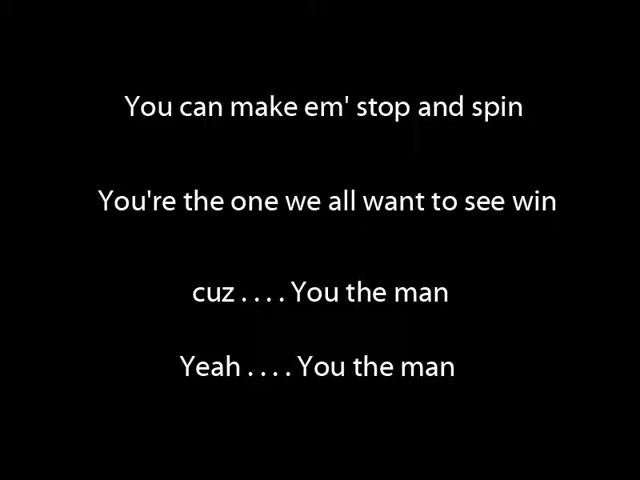 You can make em' stop and spin
You're the one we all want to see win
cuz . . . . You the man
Yeah . . . . You the man